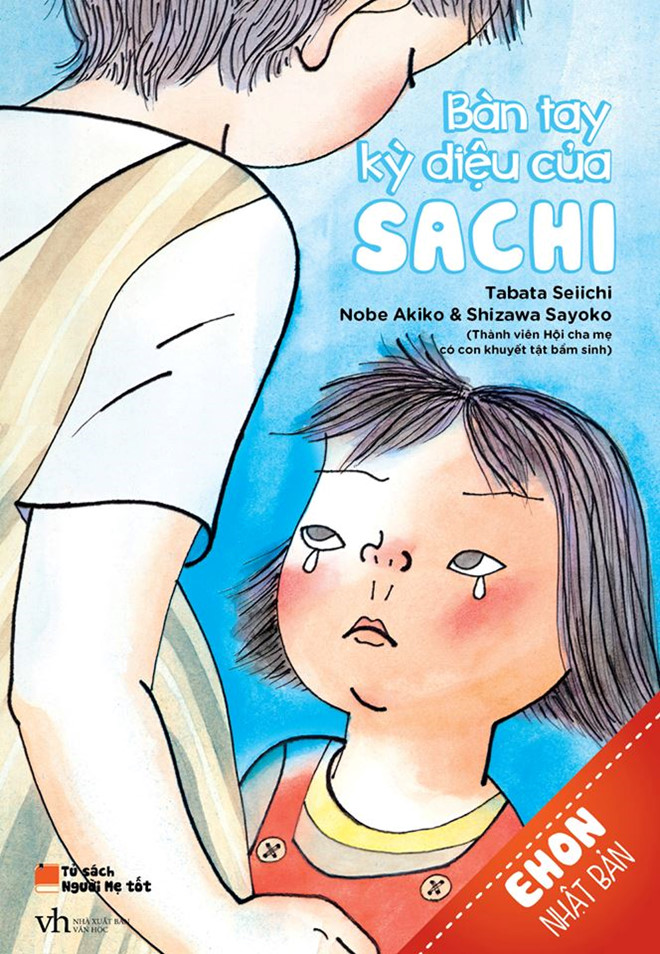 Bàn tay
kỳ diệu của
SACHI
Tabata Seiichi
Nobe Akiko & Shizawa Sayoko
(Thành viên Hội cha mẹ
có con khuyết tật bẩm sinh)
EHON
NHẬT BẢN
Tủ sách
Người Mẹ tốt
vh NHÀ XUẤT BẢN
VĂN HỌC